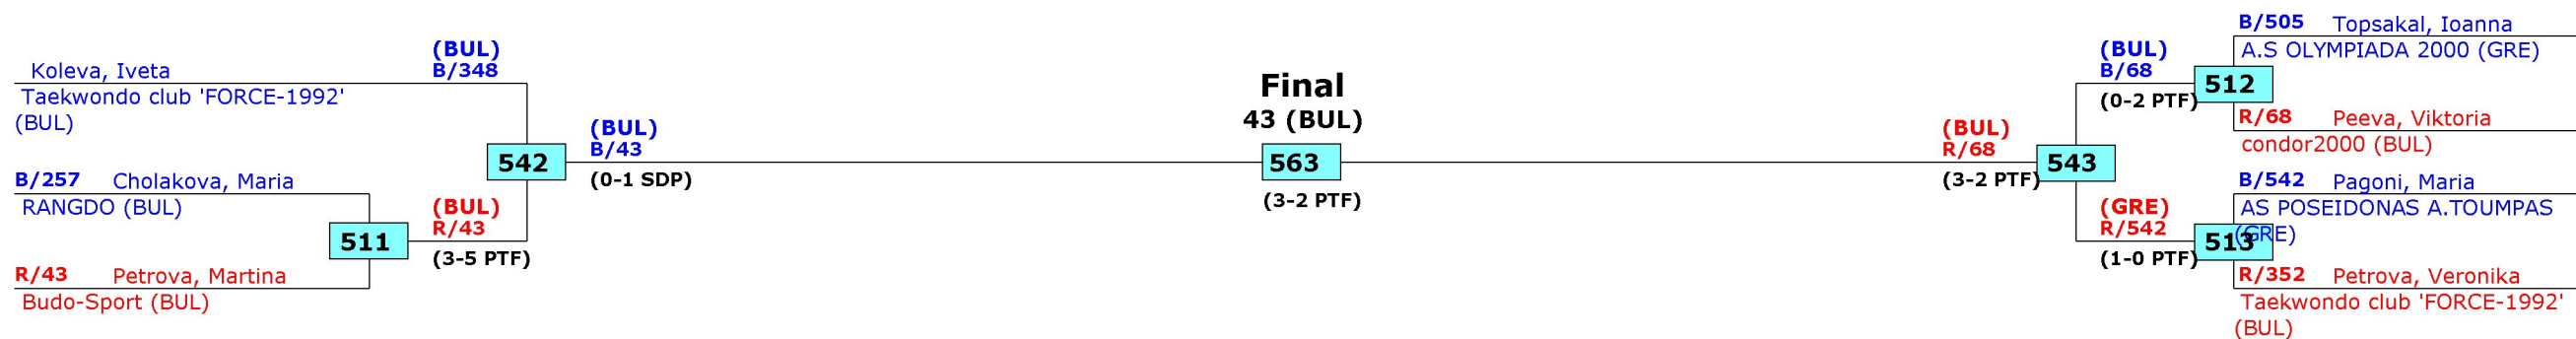 Koleva, Iveta
Taekwondo club 'FORCE-1992'
(BUL)
(BUL)
B/348
B/257 Cholakova, Maria
RANGDO (BUL)
511
R/43 Petrova, Martina
Budo-Sport (BUL)
(BUL)
R/43
(3-5 PTF)
542
(BUL)
B/43
(0-1 SDP)
Final
43 (BUL)
563
(3-2 PTF)
(BUL)
R/68
(3-2 PTF)
543
(BUL)
B/68
(0-2 PTF)
512
B/505 Topsakal, Ioanna
A.S OLYMPIADA 2000 (GRE)
R/68 Peeva, Viktoria
condor2000 (BUL)
(GRE)
R/542
(1-0 PTF)
513
B/542 Pagoni, Maria
AS POSEIDONAS A.TOUMPAS
(GRE)
R/352 Petrova, Veronika
Taekwondo club 'FORCE-1992'
(BUL)